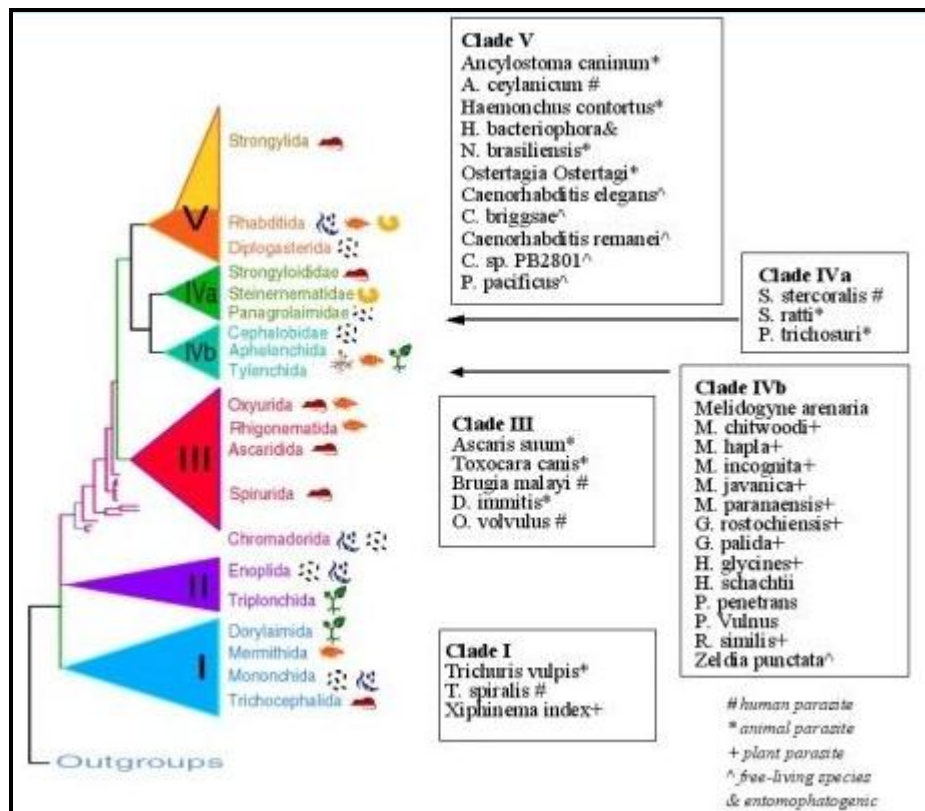 Clade V
Ancylostoma caninum*
A. ceylanicum #
Haemonchus contortus*
H. bacteriophora&
N. brasiliensis*
Ostertagia Ostertagi*
Caenorhabditis elegans^
C. briggsae^
Caenorhabditis remanei^
C. sp. PB2801^
P. pacificus^
Clade IVa
S. stercoralis #
S. ratti*
P. trichosuri*
Clade IVb
Melidogyne arenaria
M. chitwoodi+
M. hapla+
M. incognita+
M. javanica+
M. paranaensis+
G. rostochiensis+
G. palida+
H. glycines+
H. schachtii
P. penetrans
P. Vulnus
R. similis+
Zeldia punctata^
Clade III
Ascaris suum*
Toxocara canis*
Brugia malayi #
D. immitis*
O. volvulus #
Clade I
Trichuris vulpis*
T. spiralis #
Xiphinema index+
# human parasite
* animal parasite
+ plant parasite
^ free-living species
& entomophatogenic
Strongylida
V
Rhabditida
Diplogasterida
Strongyloididae
IVa
Steinernematidae
Panagrolaimidae
Cephalobidae
IVb
Aphelenchida
Tylenchida
Oxyurida
Rhigonematida
III
Ascaridida
Spirurida
Chromadorida
Enoplida
II
Triplonchida
Dorylaimida
Mermithida
I
Mononchida
Trichocephalida
Outgroups